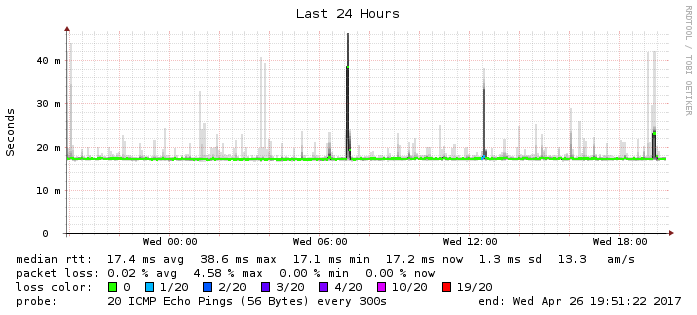 Last 24 Hours
RRDTOOL / TOBI OETIKER
Seconds
40 m
30 m
20 m
10 m
0
Wed 00:00 Wed 06:00 Wed 12:00 Wed 18:00
median rtt: 17.4 ms avg 38.6 ms max 17.1 ms min 17.2 ms now 1.3 ms sd 13.3 am/s
packet loss: 0.02 % avg 4.58 % max 0.00 % min 0.00 % now
loss color: 0 1/20 2/20 3/20 4/20 10/20 19/20
probe: 20 ICMP Echo Pings (56 Bytes) every 300s end: Wed Apr 26 19:51:22 2017